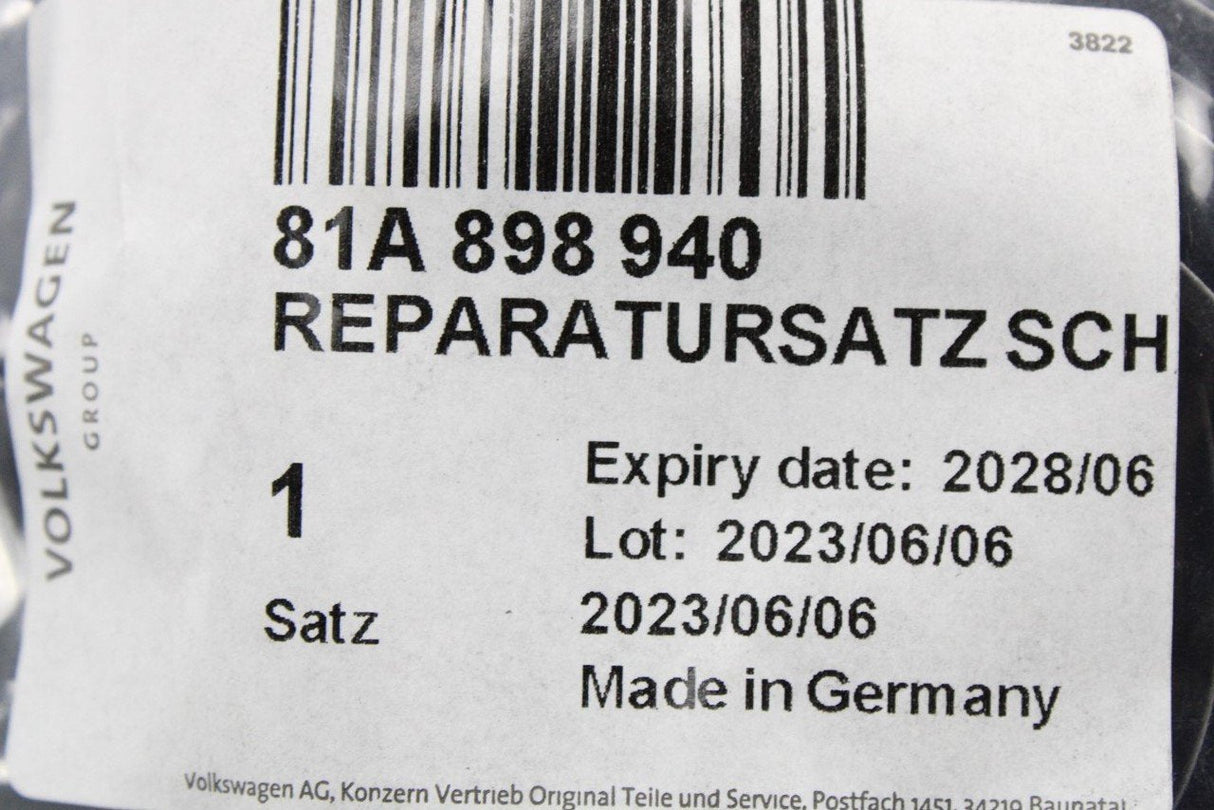 3822
81A 898 940
REPARATURSATZ SCH
VOLKSWAGEN
GROUP
1
Satz
Expiry date: 2028/06
Lot: 2023/06/06
2023/06/06
Made in Germany
Volkswagen AG, Konzern Vertrieb Original Teile und Service, Postfach 1451, 34219 Baunatal